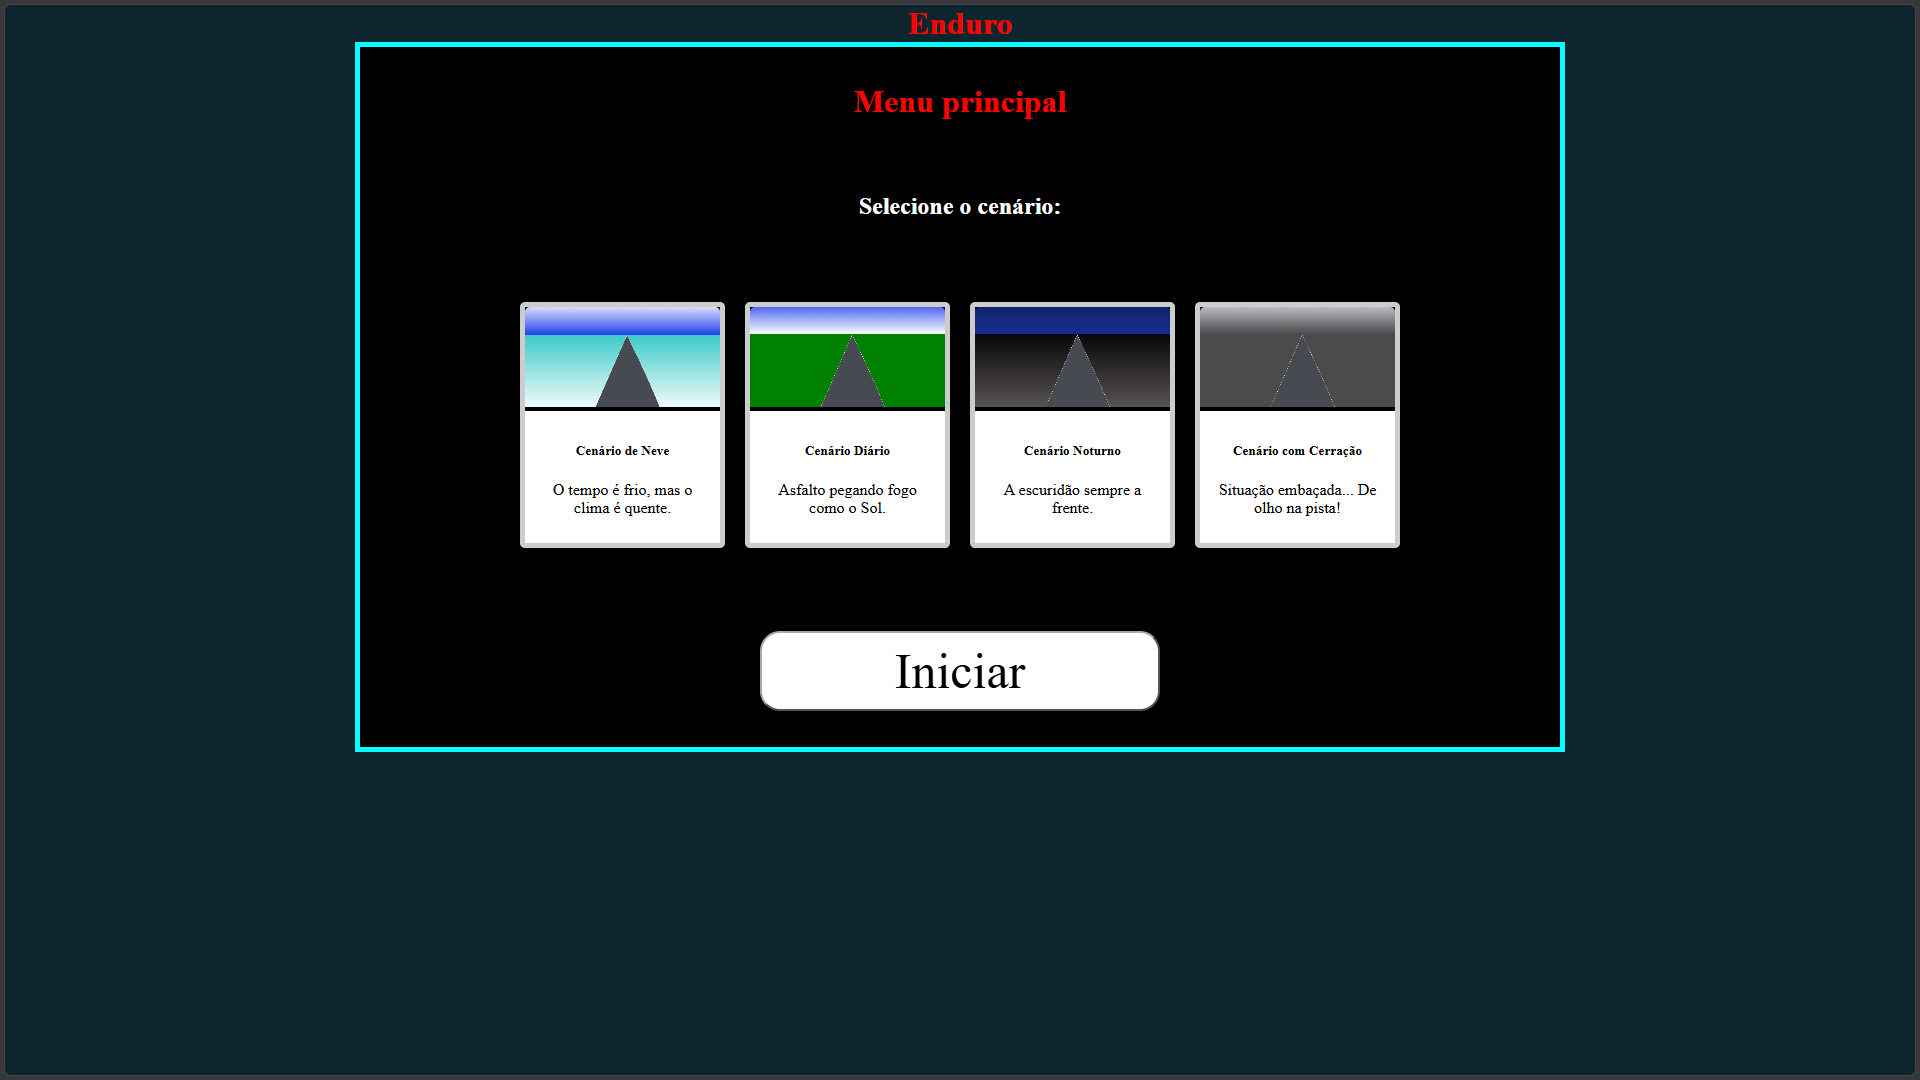 Enduro
Menu principal
Selecione o cenário:
Cenário de Neve
O tempo é frio, mas o
clima é quente.
Cenário Diário
Asfalto pegando fogo
como o Sol.
Cenário Noturno
A escuridão sempre a
frente.
Cenário com Cerração
Situação embaçada... De
olho na pista!
Iniciar